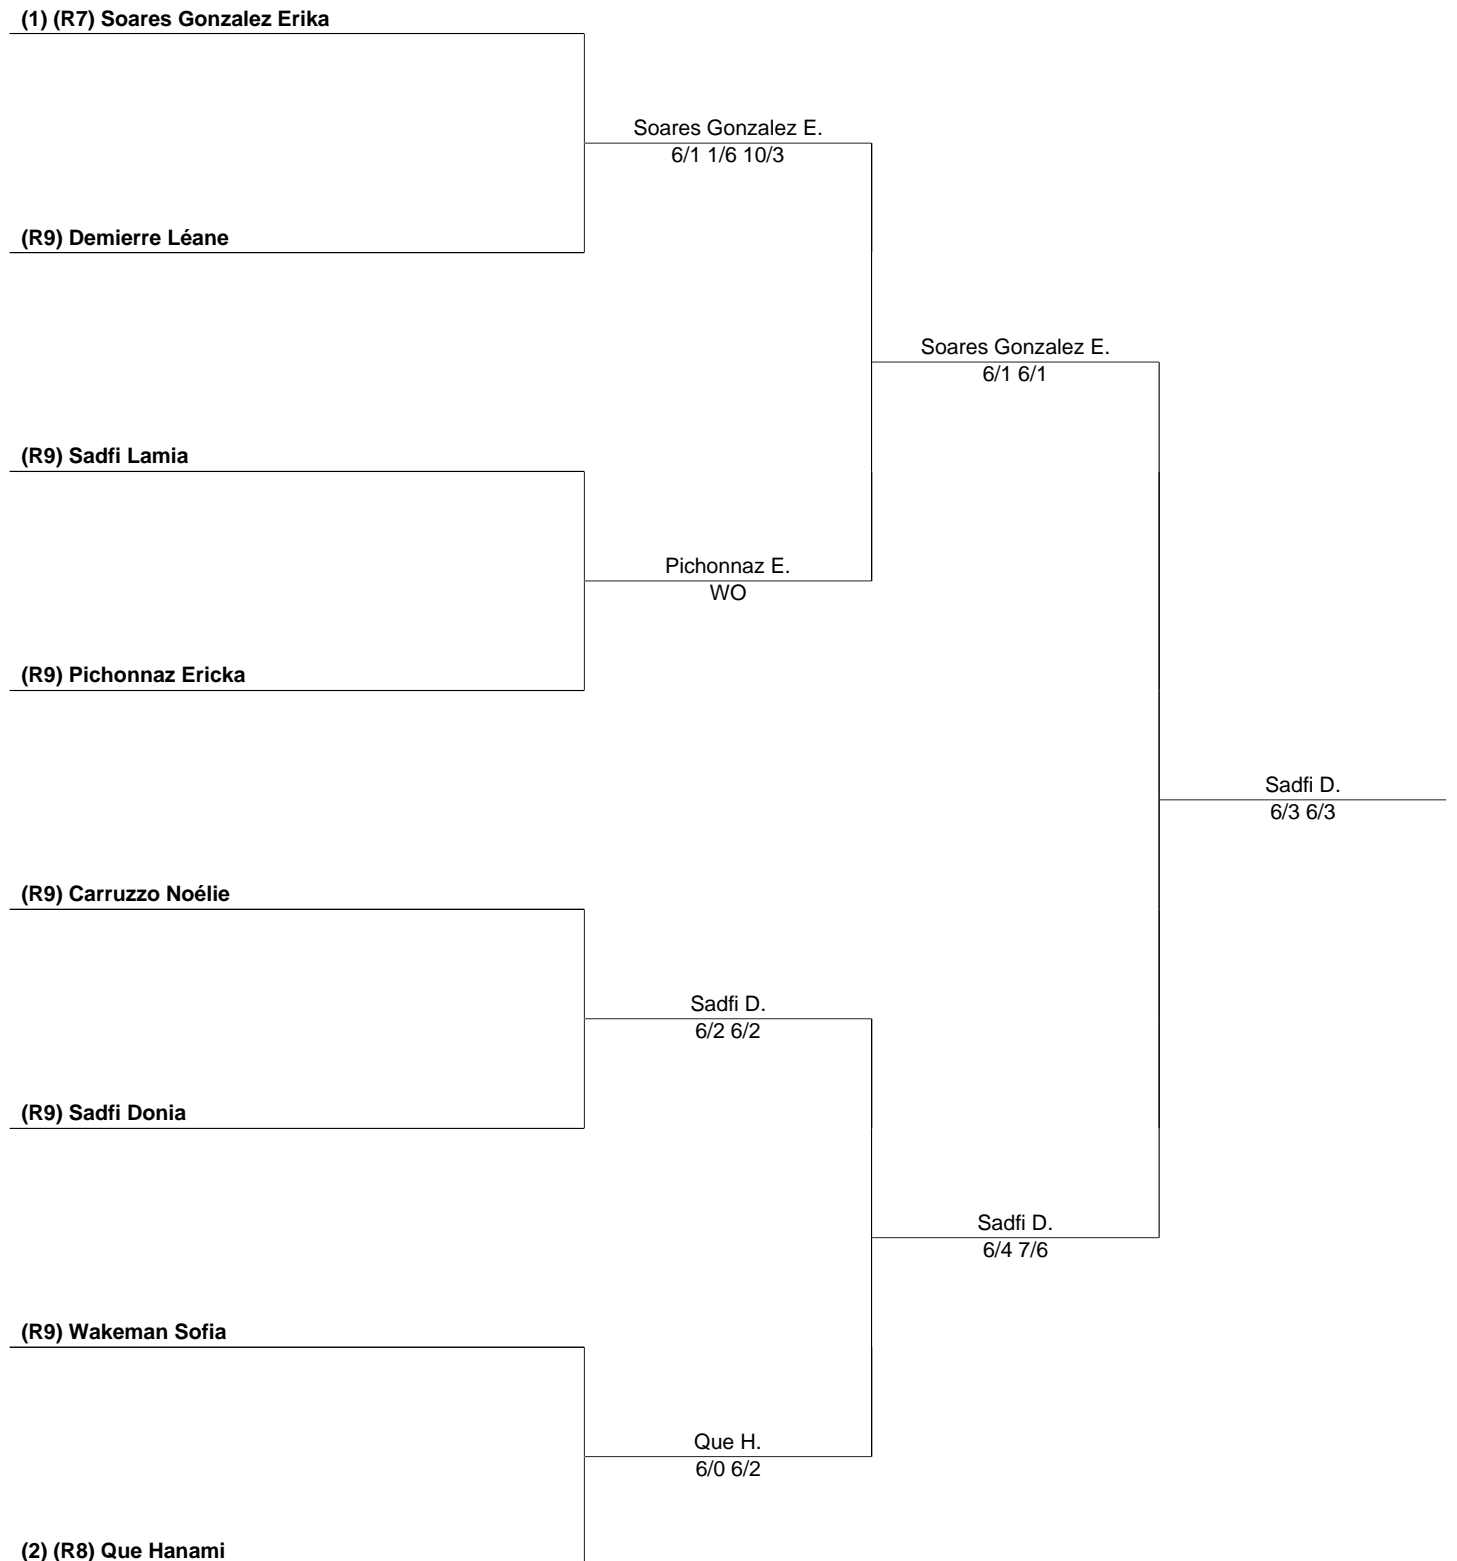 (1) (R7) Soares Gonzalez Erika
Soares Gonzalez E.
6/1 1/6 10/3
(R9) Demierre Léane
Soares Gonzalez E.
6/1 6/1
(R9) Sadfi Lamia
Pichonnaz E.
WO
(R9) Pichonnaz Ericka
Sadfi D.
6/3 6/3
(R9) Carruzzo Noélie
Sadfi D.
6/2 6/2
(R9) Sadfi Donia
Sadfi D.
6/4 7/6
(R9) Wakeman Sofia
Que H.
6/0 6/2
(2) (R8) Que Hanami